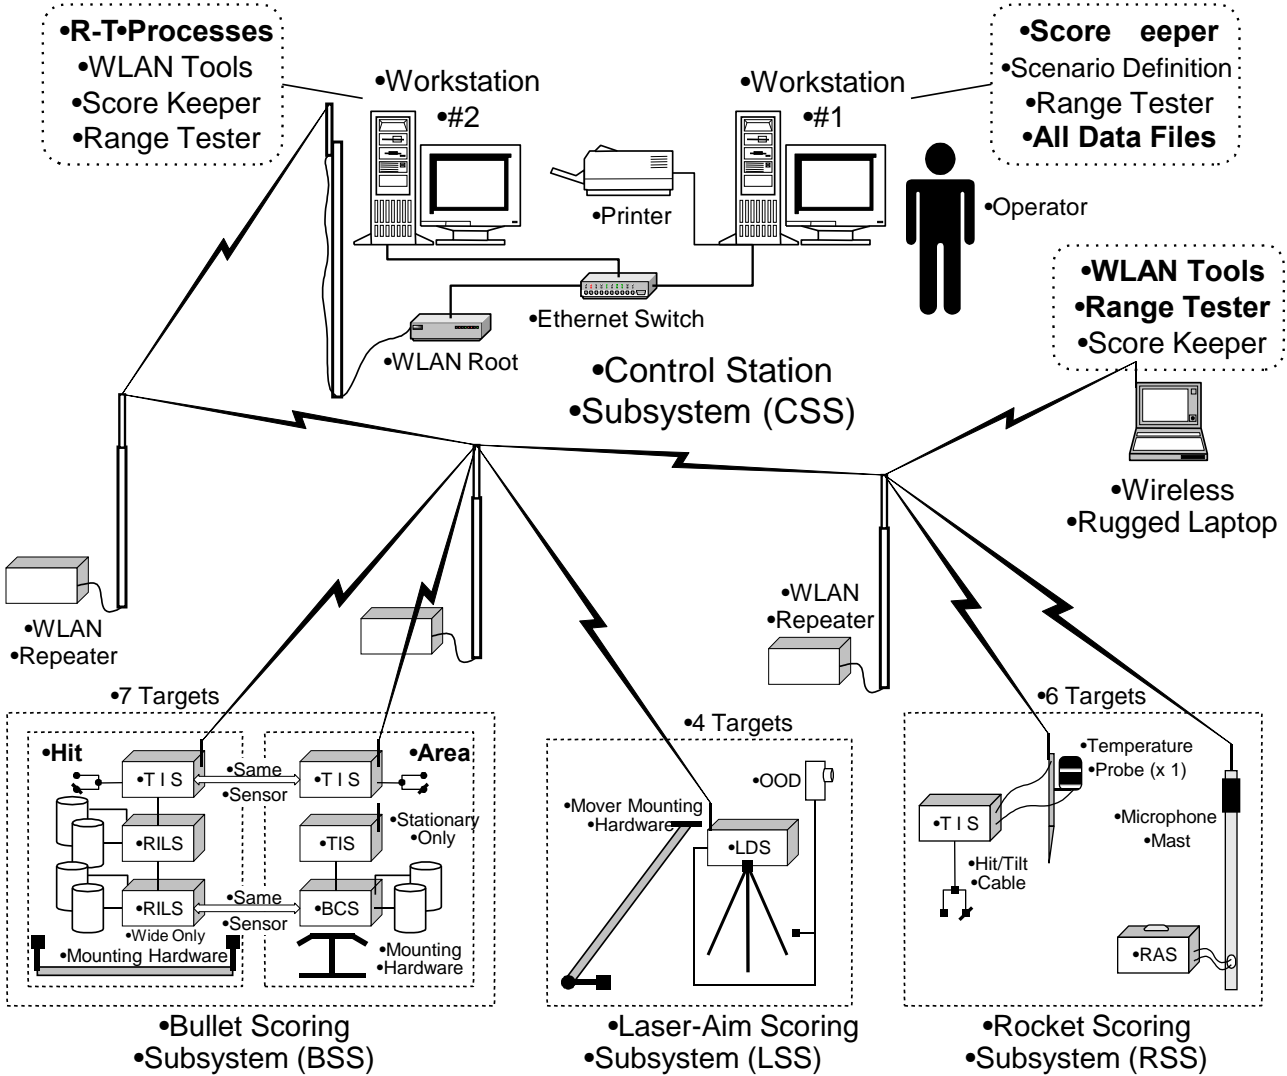 •R-T•Processes
•WLAN Tools
•Score Keeper
•Range Tester
•Workstation
•#2
•Workstation
•#1
•Score eeper
•Scenario Definition
•Range Tester
•All Data Files
•Printer
•Operator
•Ethernet Switch
•WLAN Root
•Control Station
•Subsystem (CSS)
•WLAN Tools
•Range Tester
•Score Keeper
•Wireless
•Rugged Laptop
•WLAN
•Repeater
•WLAN
•Repeater
•7 Targets
•Hit
•T I S
•RILS
•RILS
•Wide Only
•Mounting Hardware
•Same
•Sensor
•Same
•Sensor
•Area
•T I S
•Stationary
•Only
•TIS
•BCS
•Mounting
•Hardware
•Bullet Scoring
•Subsystem (BSS)
•4 Targets
•OOD
•Mover Mounting
•Hardware
•LDS
•Laser-Aim Scoring
•Subsystem (LSS)
•6 Targets
•Temperature
•Probe (x 1)
•T I S
•Microphone
•Mast
•Hit/Tilt
•Cable
•RAS
•Rocket Scoring
•Subsystem (RSS)